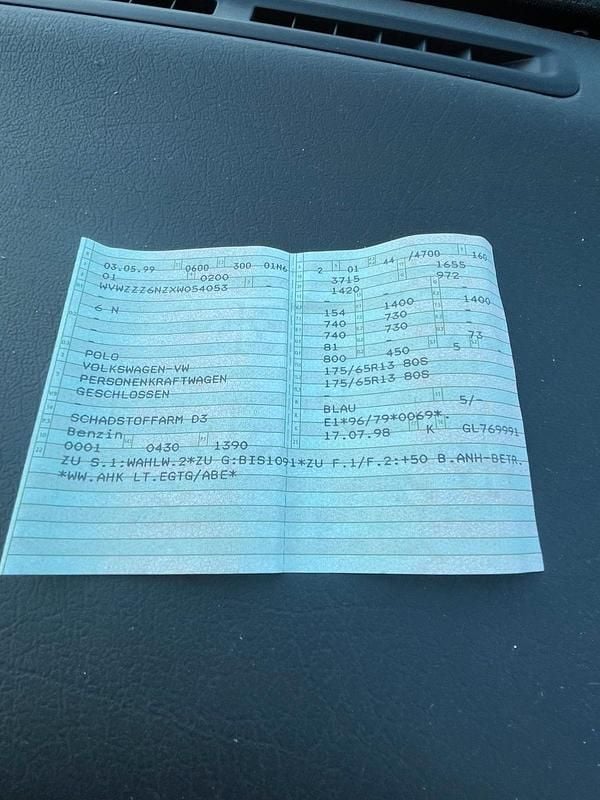 03.05.99 0600 300 01N6
01 0200 -
WVWZZZ6NZXW054053 -
-
6 N
-
-
POLO
VOLKSWAGEN-VW
PERSONENKRAFTWAGEN
GESCHLOSSEN
SCHADSTOFFARM D3
Benzin
0001 0430 1390
2 01 44 /4700 160
3715 1655
1420 972
-
154 1400 1400
740 730 -
740 730 -
81 73
800 450 5
175/65R13 80S
175/65R13 80S
-
BLAU 5/-
E1*96/79*0069*.
17.07.98 K GL769991
ZU S.1:WAHLW.2*ZU G:BIS1091*ZU F.1/F.2:+50 B.ANH-BETR.
*WW.AHK LT.EGTG/ABE*